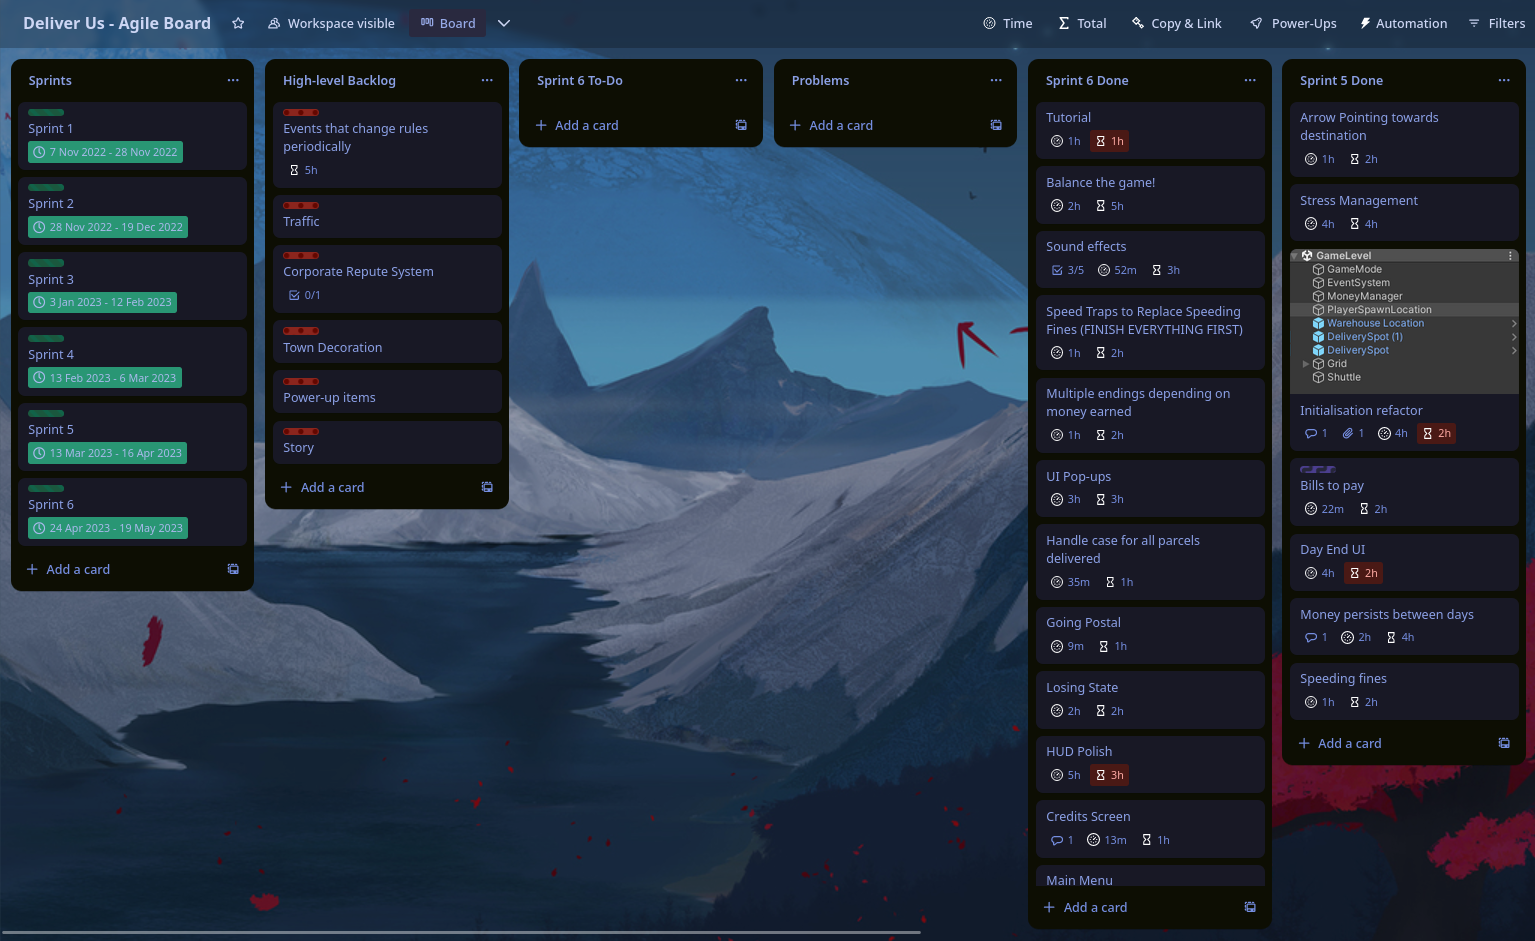 Deliver Us - Agile Board
Workspace visible
Board
Time
Total
Copy & Link
Power-Ups
Automation
Filters
Sprints
Sprint 1
7 Nov 2022 - 28 Nov 2022
Sprint 2
28 Nov 2022 - 19 Dec 2022
Sprint 3
3 Jan 2023 - 12 Feb 2023
Sprint 4
13 Feb 2023 - 6 Mar 2023
Sprint 5
13 Mar 2023 - 16 Apr 2023
Sprint 6
24 Apr 2023 - 19 May 2023
Add a card
High-level Backlog
Events that change rules
periodically
5h
Traffic
Corporate Repute System
0/1
Town Decoration
Power-up items
Story
Add a card
Sprint 6 To-Do
Add a card
Problems
Add a card
Sprint 6 Done
Tutorial
1h 1h
Balance the game!
2h 5h
Sound effects
3/5 52m 3h
Speed Traps to Replace Speeding
Fines (FINISH EVERYTHING FIRST)
1h 2h
Multiple endings depending on
money earned
1h 2h
UI Pop-ups
3h 3h
Handle case for all parcels
delivered
35m 1h
Going Postal
9m 1h
Losing State
2h 2h
HUD Polish
5h 3h
Credits Screen
1 13m 1h
Main Menu
Add a card
Sprint 5 Done
Arrow Pointing towards
destination
1h 2h
Stress Management
4h 4h
GameLevel
GameMode
EventSystem
MoneyManager
PlayerSpawnLocation
Warehouse Location
DeliverySpot (1)
DeliverySpot
Grid
Shuttle
Initialisation refactor
1 1 4h 2h
Bills to pay
22m 2h
Day End UI
4h 2h
Money persists between days
1 2h 4h
Speeding fines
1h 2h
Add a card